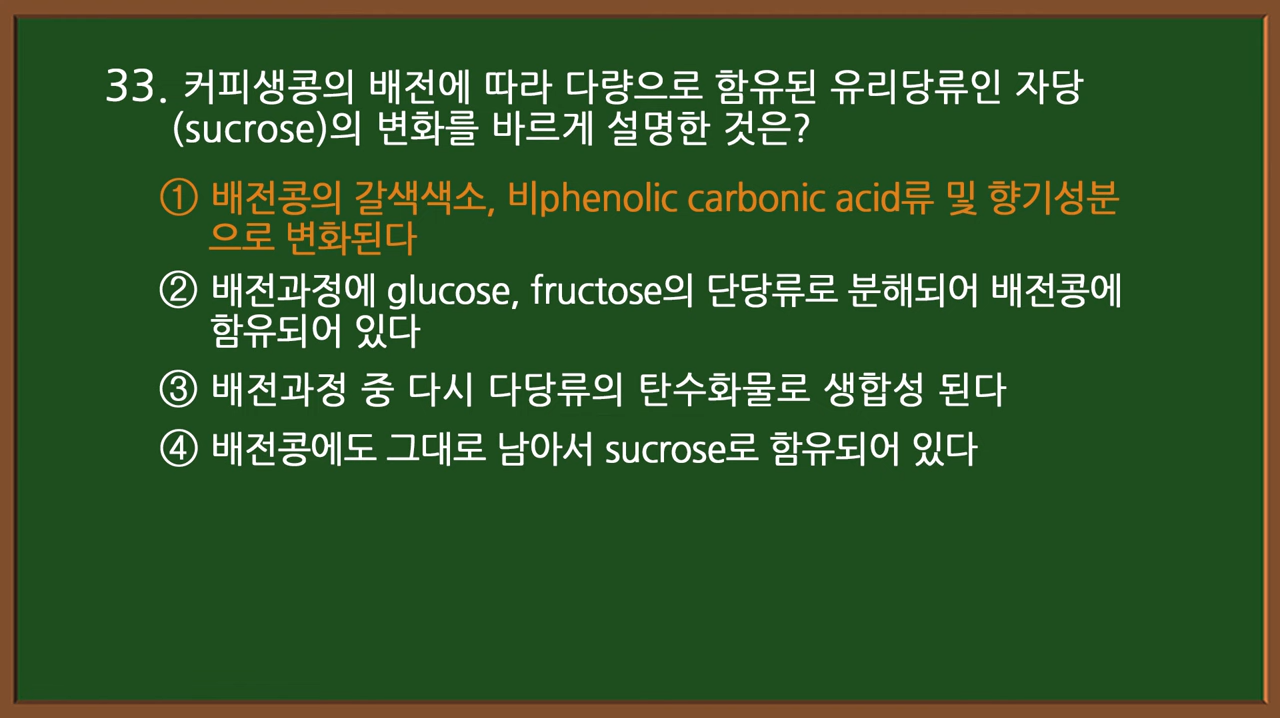 33. 커피생콩의 배전에 따라 다량으로 함유된 유리당류인 자당
(sucrose)의 변화를 바르게 설명한 것은?
① 배전콩의 갈색색소, 비phenolic carbonic acid류 및 향기성분
으로 변화된다
② 배전과정에 glucose, fructose의 단당류로 분해되어 배전콩에
함유되어 있다
③ 배전과정 중 다시 다당류의 탄수화물로 생합성 된다
④ 배전콩에도 그대로 남아서 sucrose로 함유되어 있다